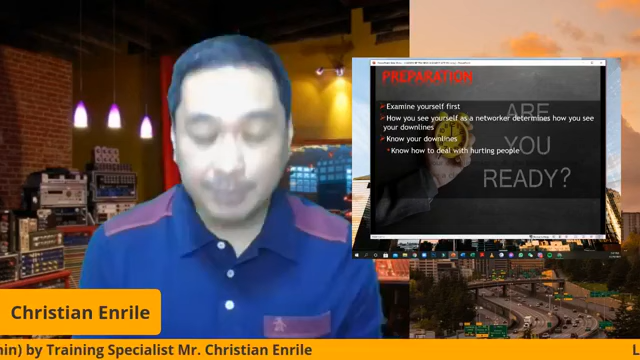 PREPARATION
Examine yourself first
How you see yourself as a networker determines how you see
your downlines
Know your downlines
Know how to deal with hurting people
ARE
YOU
READY?
Christian Enrile
nin) by Training Specialist Mr. Christian Enrile
L